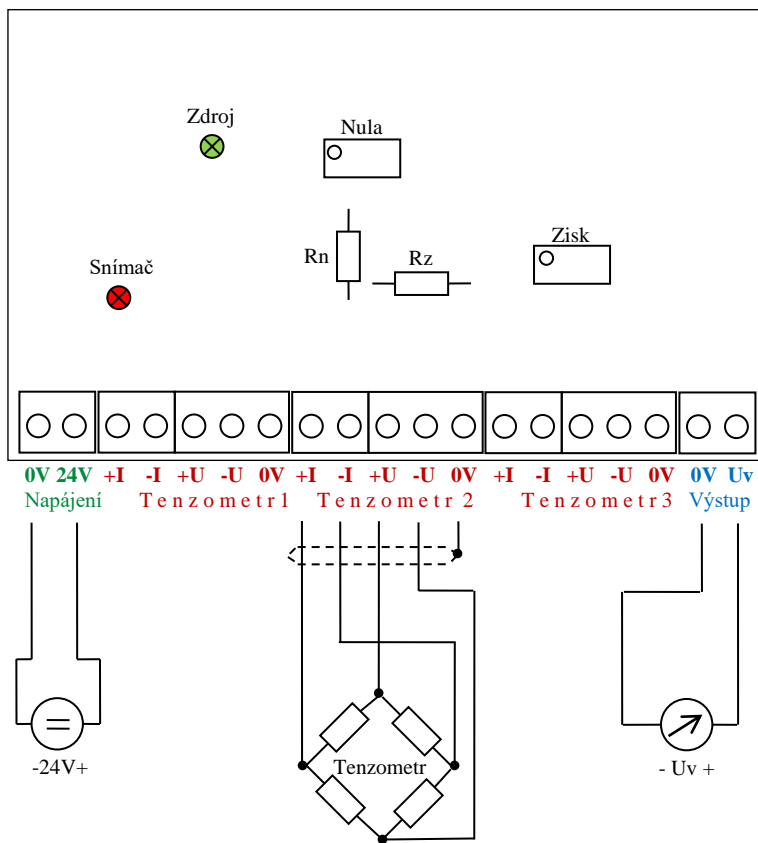 Zdroj
Nula
Rn
Rz
Zisk
Snímač
0V 24V +I -I +U -U 0V +I -I +U -U 0V +I -I +U -U 0V 0V Uv
Napájení Tenzometr1 Tenzometr 2 Tenzometr3 Výstup
Tenzometr
-24V+
- Uv +